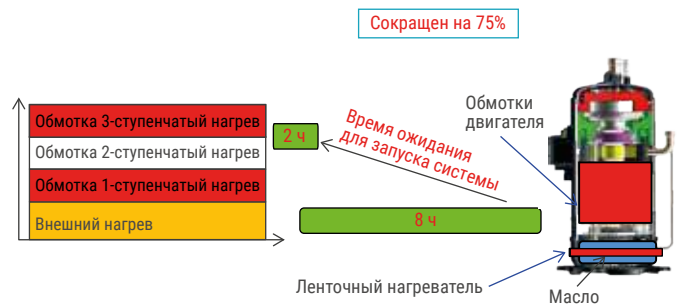 Сокращен на 75%
Обмотка 3-ступенчатый нагрев
Обмотка 2-ступенчатый нагрев
Обмотка 1-ступенчатый нагрев
Внешний нагрев
2 ч
Время ожидания
для запуска системы
8 ч
Обмотки
двигателя
Ленточный нагреватель
Масло